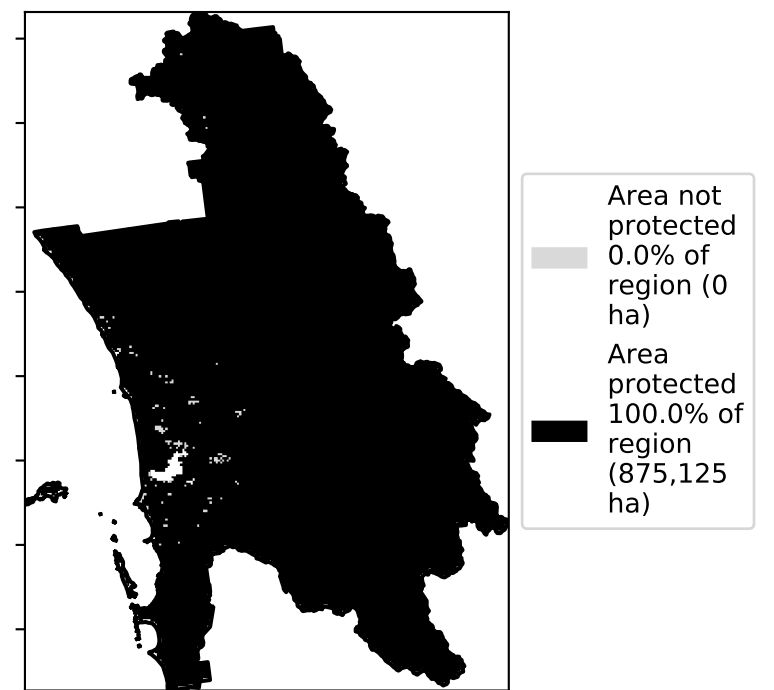 Area not
protected
0.0% of
region (0
ha)
Area
protected
100.0% of
region
(875,125
ha)